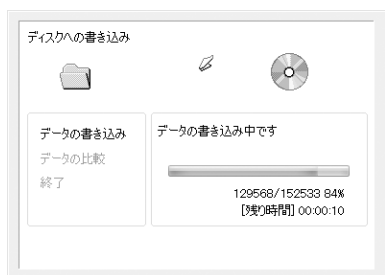 ディスクへの書き込み
データの書き込み
データの比較
終了
データの書き込み中です
129568/152533 84%
[残り時間] 00:00:10